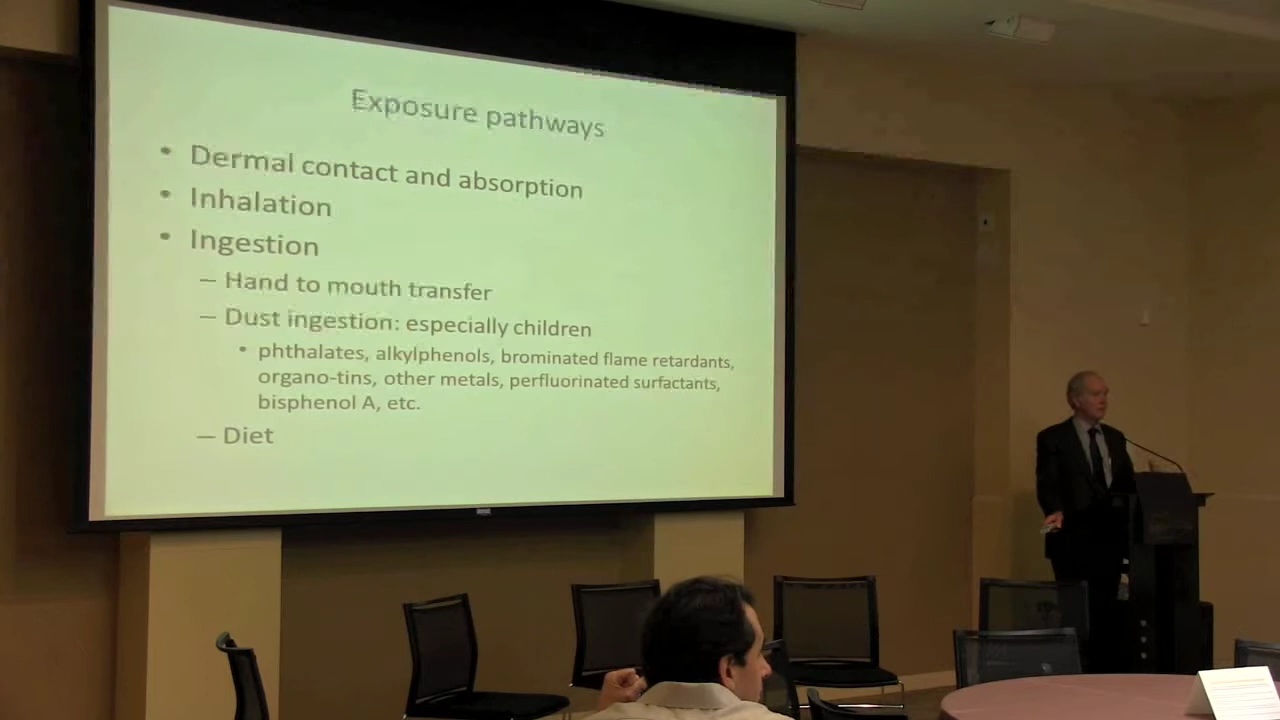 Exposure pathways
• Dermal contact and absorption
• Inhalation
• Ingestion
– Hand to mouth transfer
– Dust ingestion: especially children
• phthalates, alkylphenols, brominated flame retardants,
organo-tins, other metals, perfluorinated surfactants,
bisphenol A, etc.
– Diet